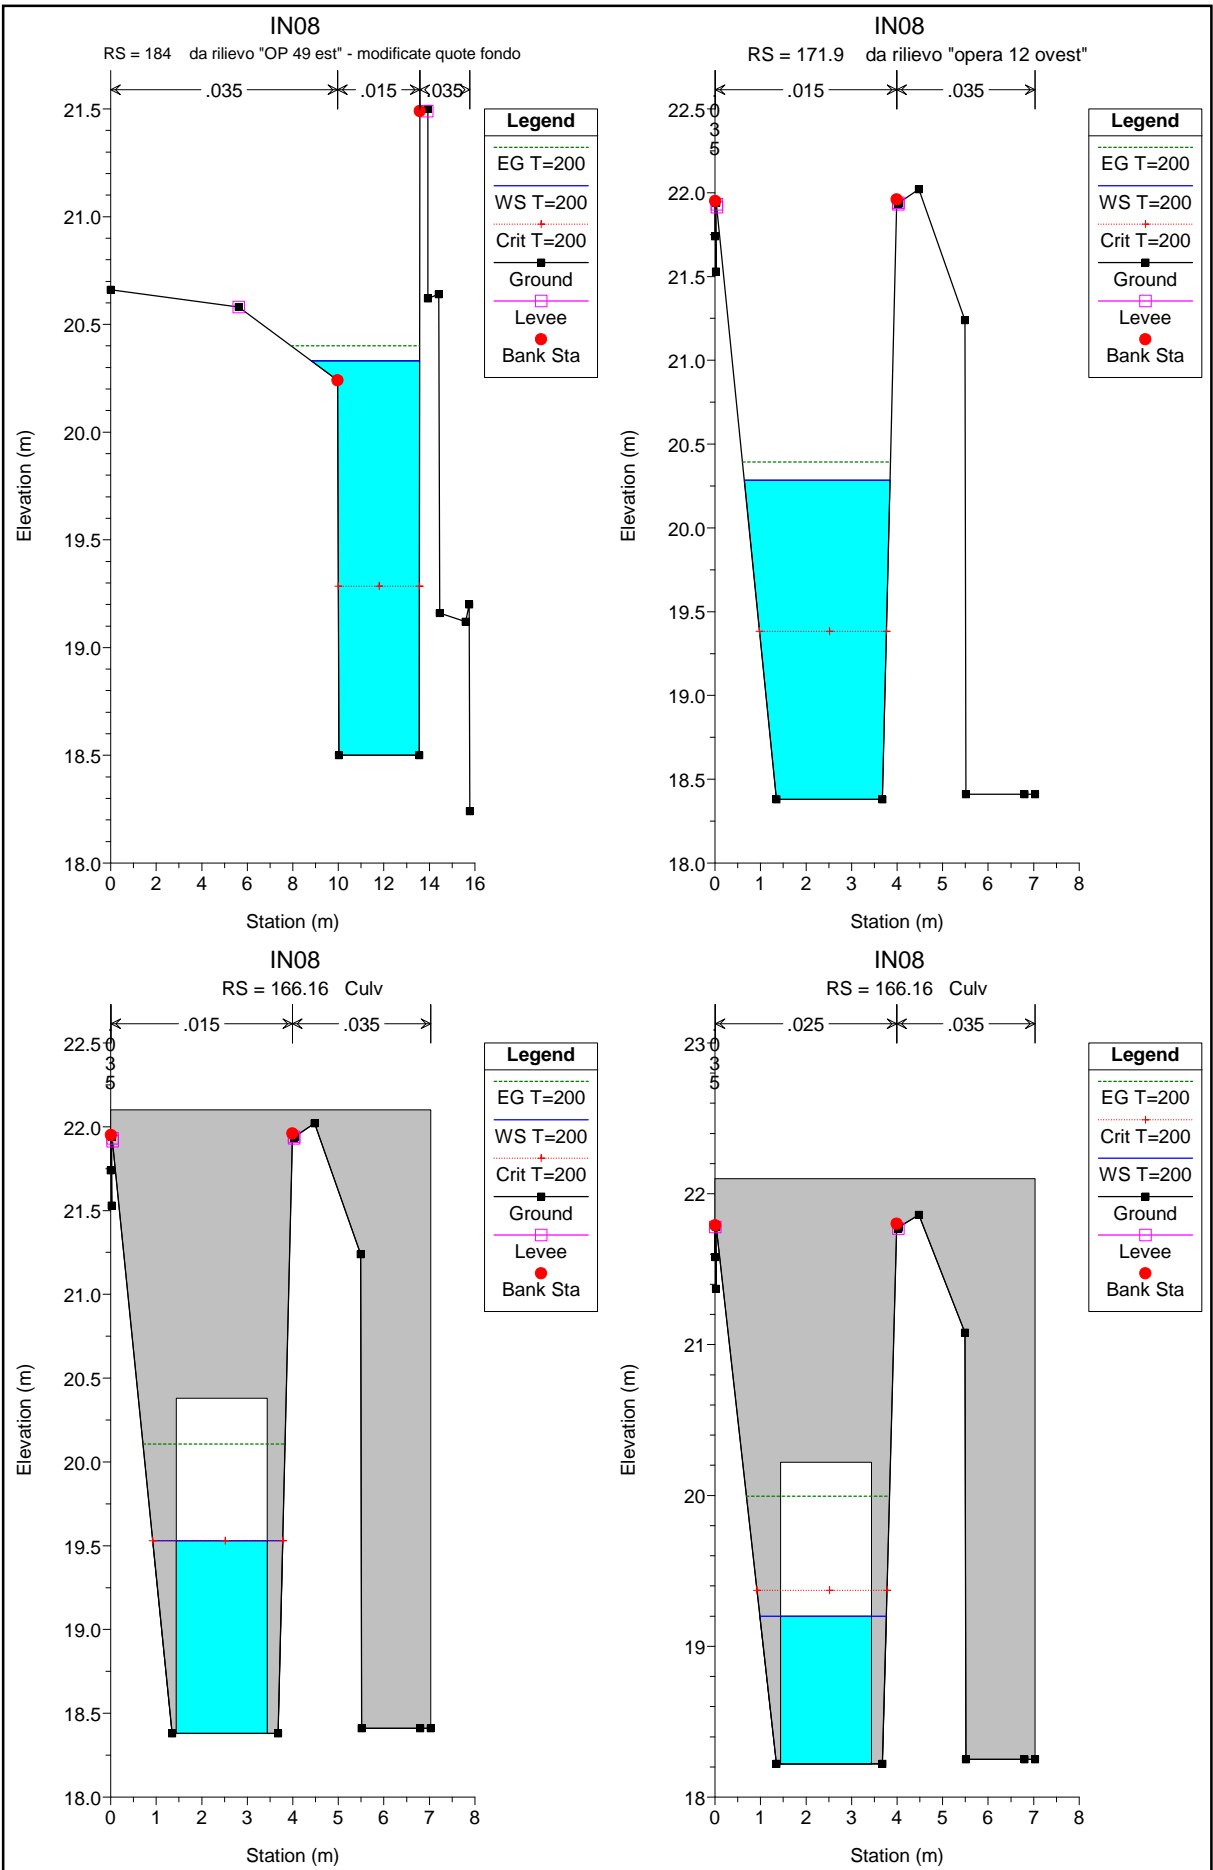 IN08
RS = 184    da rilievo "OP 49 est" - modificate quote fondo
.035
.015
.035
21.5
21.0
20.5
20.0
19.5
19.0
18.5
18.0
Elevation (m)
0 2 4 6 8 10 12 14 16
Station (m)
Legend
EG T=200
WS T=200
Crit T=200
Ground
Levee
Bank Sta
IN08
RS = 171.9    da rilievo "opera 12 ovest"
.035
.015
.035
22.5
22.0
21.5
21.0
20.5
20.0
19.5
19.0
18.5
18.0
Elevation (m)
0 1 2 3 4 5 6 7 8
Station (m)
Legend
EG T=200
WS T=200
Crit T=200
Ground
Levee
Bank Sta
IN08
RS = 166.16   Culv
.035
.015
.035
22.5
22.0
21.5
21.0
20.5
20.0
19.5
19.0
18.5
18.0
Elevation (m)
0 1 2 3 4 5 6 7 8
Station (m)
Legend
EG T=200
WS T=200
Crit T=200
Ground
Levee
Bank Sta
IN08
RS = 166.16   Culv
.035
.025
.035
23
22
21
20
19
18
Elevation (m)
0 1 2 3 4 5 6 7 8
Station (m)
Legend
EG T=200
Crit T=200
WS T=200
Ground
Levee
Bank Sta